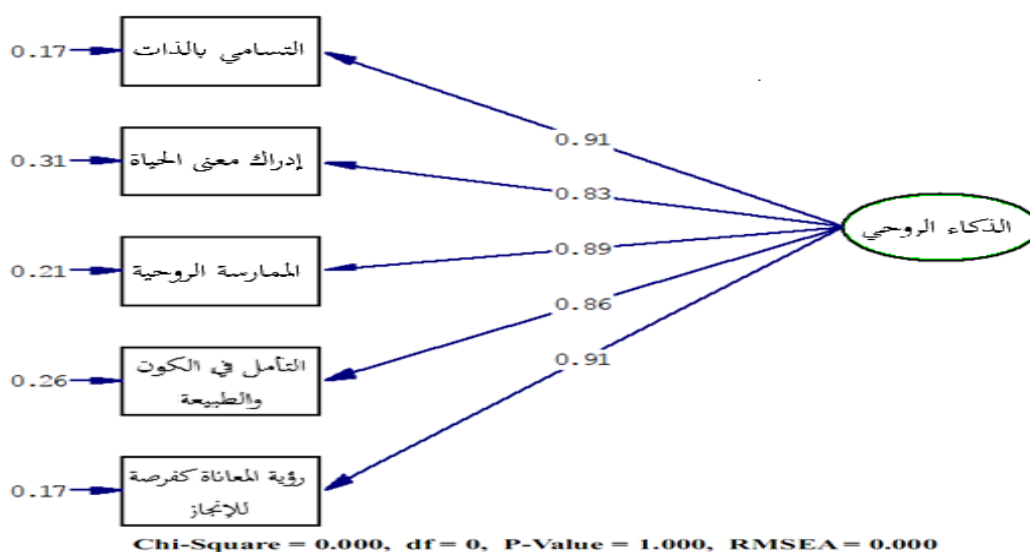 0.17
التسامي بالذات
0.91
0.31
إدراك معنى الحياة
0.83
الذكاء الروحي
0.21
الممارسة الروحية
0.89
0.86
0.26
التأمل في الكون
والطبيعة
0.91
0.17
رؤية المعاناة كفرصة
للإنجاز
Chi-Square = 0.000, df = 0, P-Value = 1.000, RMSEA = 0.000